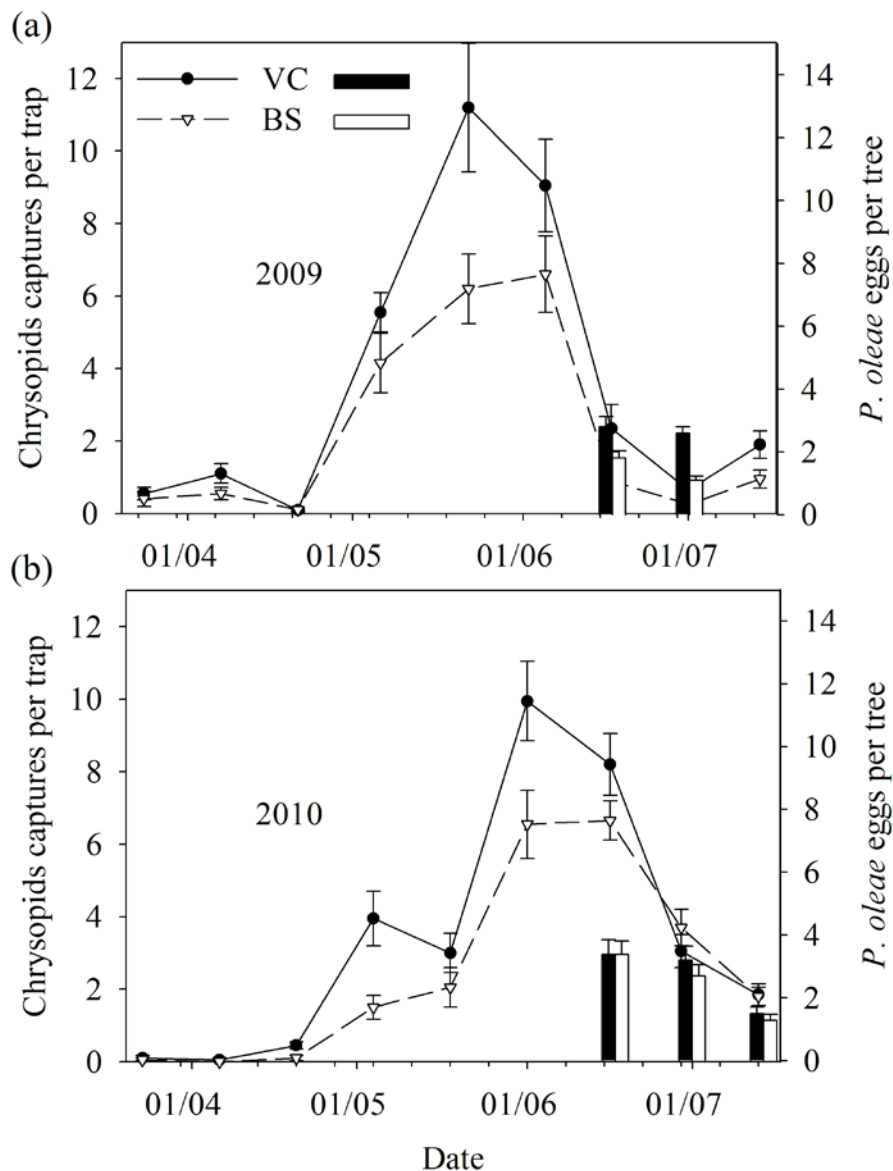 (a)
Chrysopids captures per trap
12
10
8
6
4
2
0
VC
BS
2009
14
12
10
8
6
4
2
0
P. oleae eggs per tree
01/04 01/05 01/06 01/07
(b)
Chrysopids captures per trap
12
10
8
6
4
2
0
2010
14
12
10
8
6
4
2
0
P. oleae eggs per tree
01/04 01/05 01/06 01/07
Date